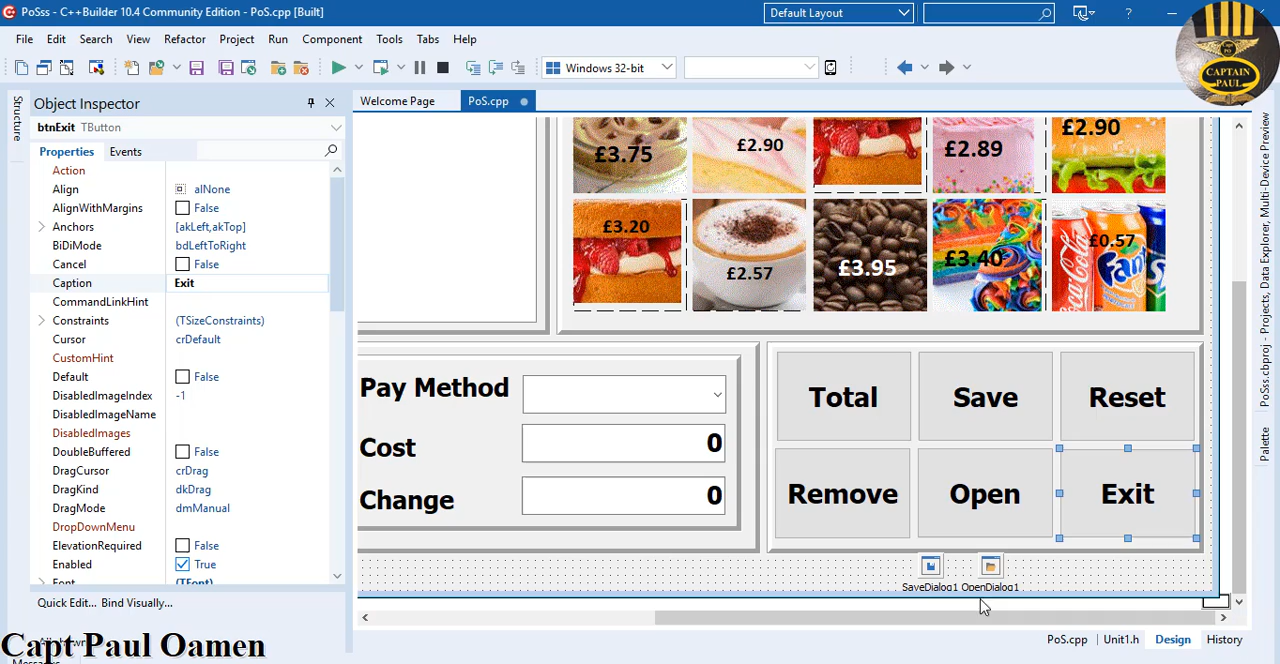 PoSss - C++Builder 10.4 Community Edition - PoS.cpp [Built]
Default Layout
?
File Edit Search View Refactor Project Run Component Tools Tabs Help
Windows 32-bit
CAPTAIN
PAUL
Structure
Object Inspector
btnExit TButton
Properties Events
Action
Align alNone
AlignWithMargins False
Anchors [akLeft,akTop]
BiDiMode bdLeftToRight
Cancel False
Caption Exit
CommandLinkHint
Constraints (TSizeConstraints)
Cursor crDefault
CustomHint
Default False
DisabledImageIndex -1
DisabledImageName
DisabledImages
DoubleBuffered False
DragCursor crDrag
DragKind dkDrag
DragMode dmManual
DropDownMenu
ElevationRequired False
Enabled True
Font (TFont)
Quick Edit... Bind Visually...
Capt Paul Oamen
Welcome Page PoS.cpp
£3.75 £2.90 £2.89 £2.90
£3.20 £2.57 £3.95 £3.40 £0.57
Fanta
Pay Method
Cost 0
Change 0
Total Save Reset
Remove Open Exit
SaveDialog1 OpenDialog1
PoS.cpp Unit1.h Design History
PoSss.cbproj - Projects, Data Explorer, Multi-Device Preview
Palette